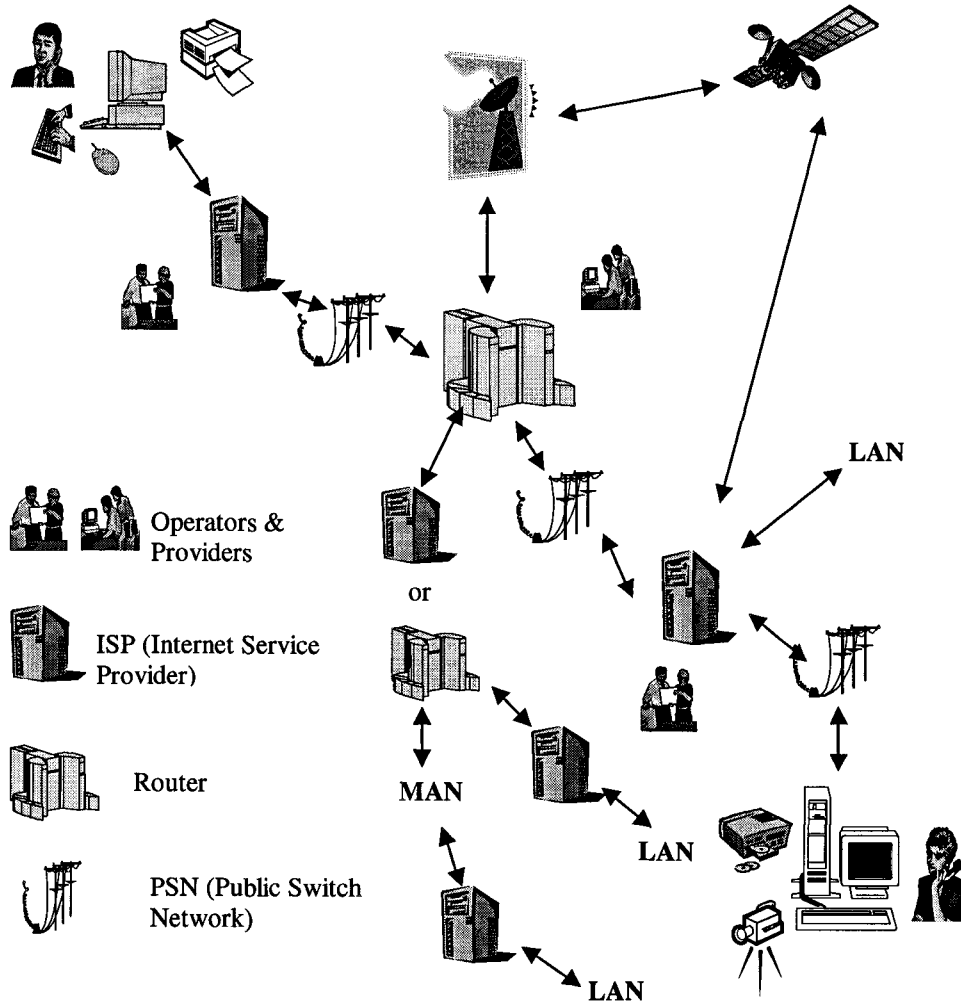 LAN
Operators &
Providers
or
ISP (Internet Service
Provider)
Router
MAN
LAN
PSN (Public Switch
Network)
LAN